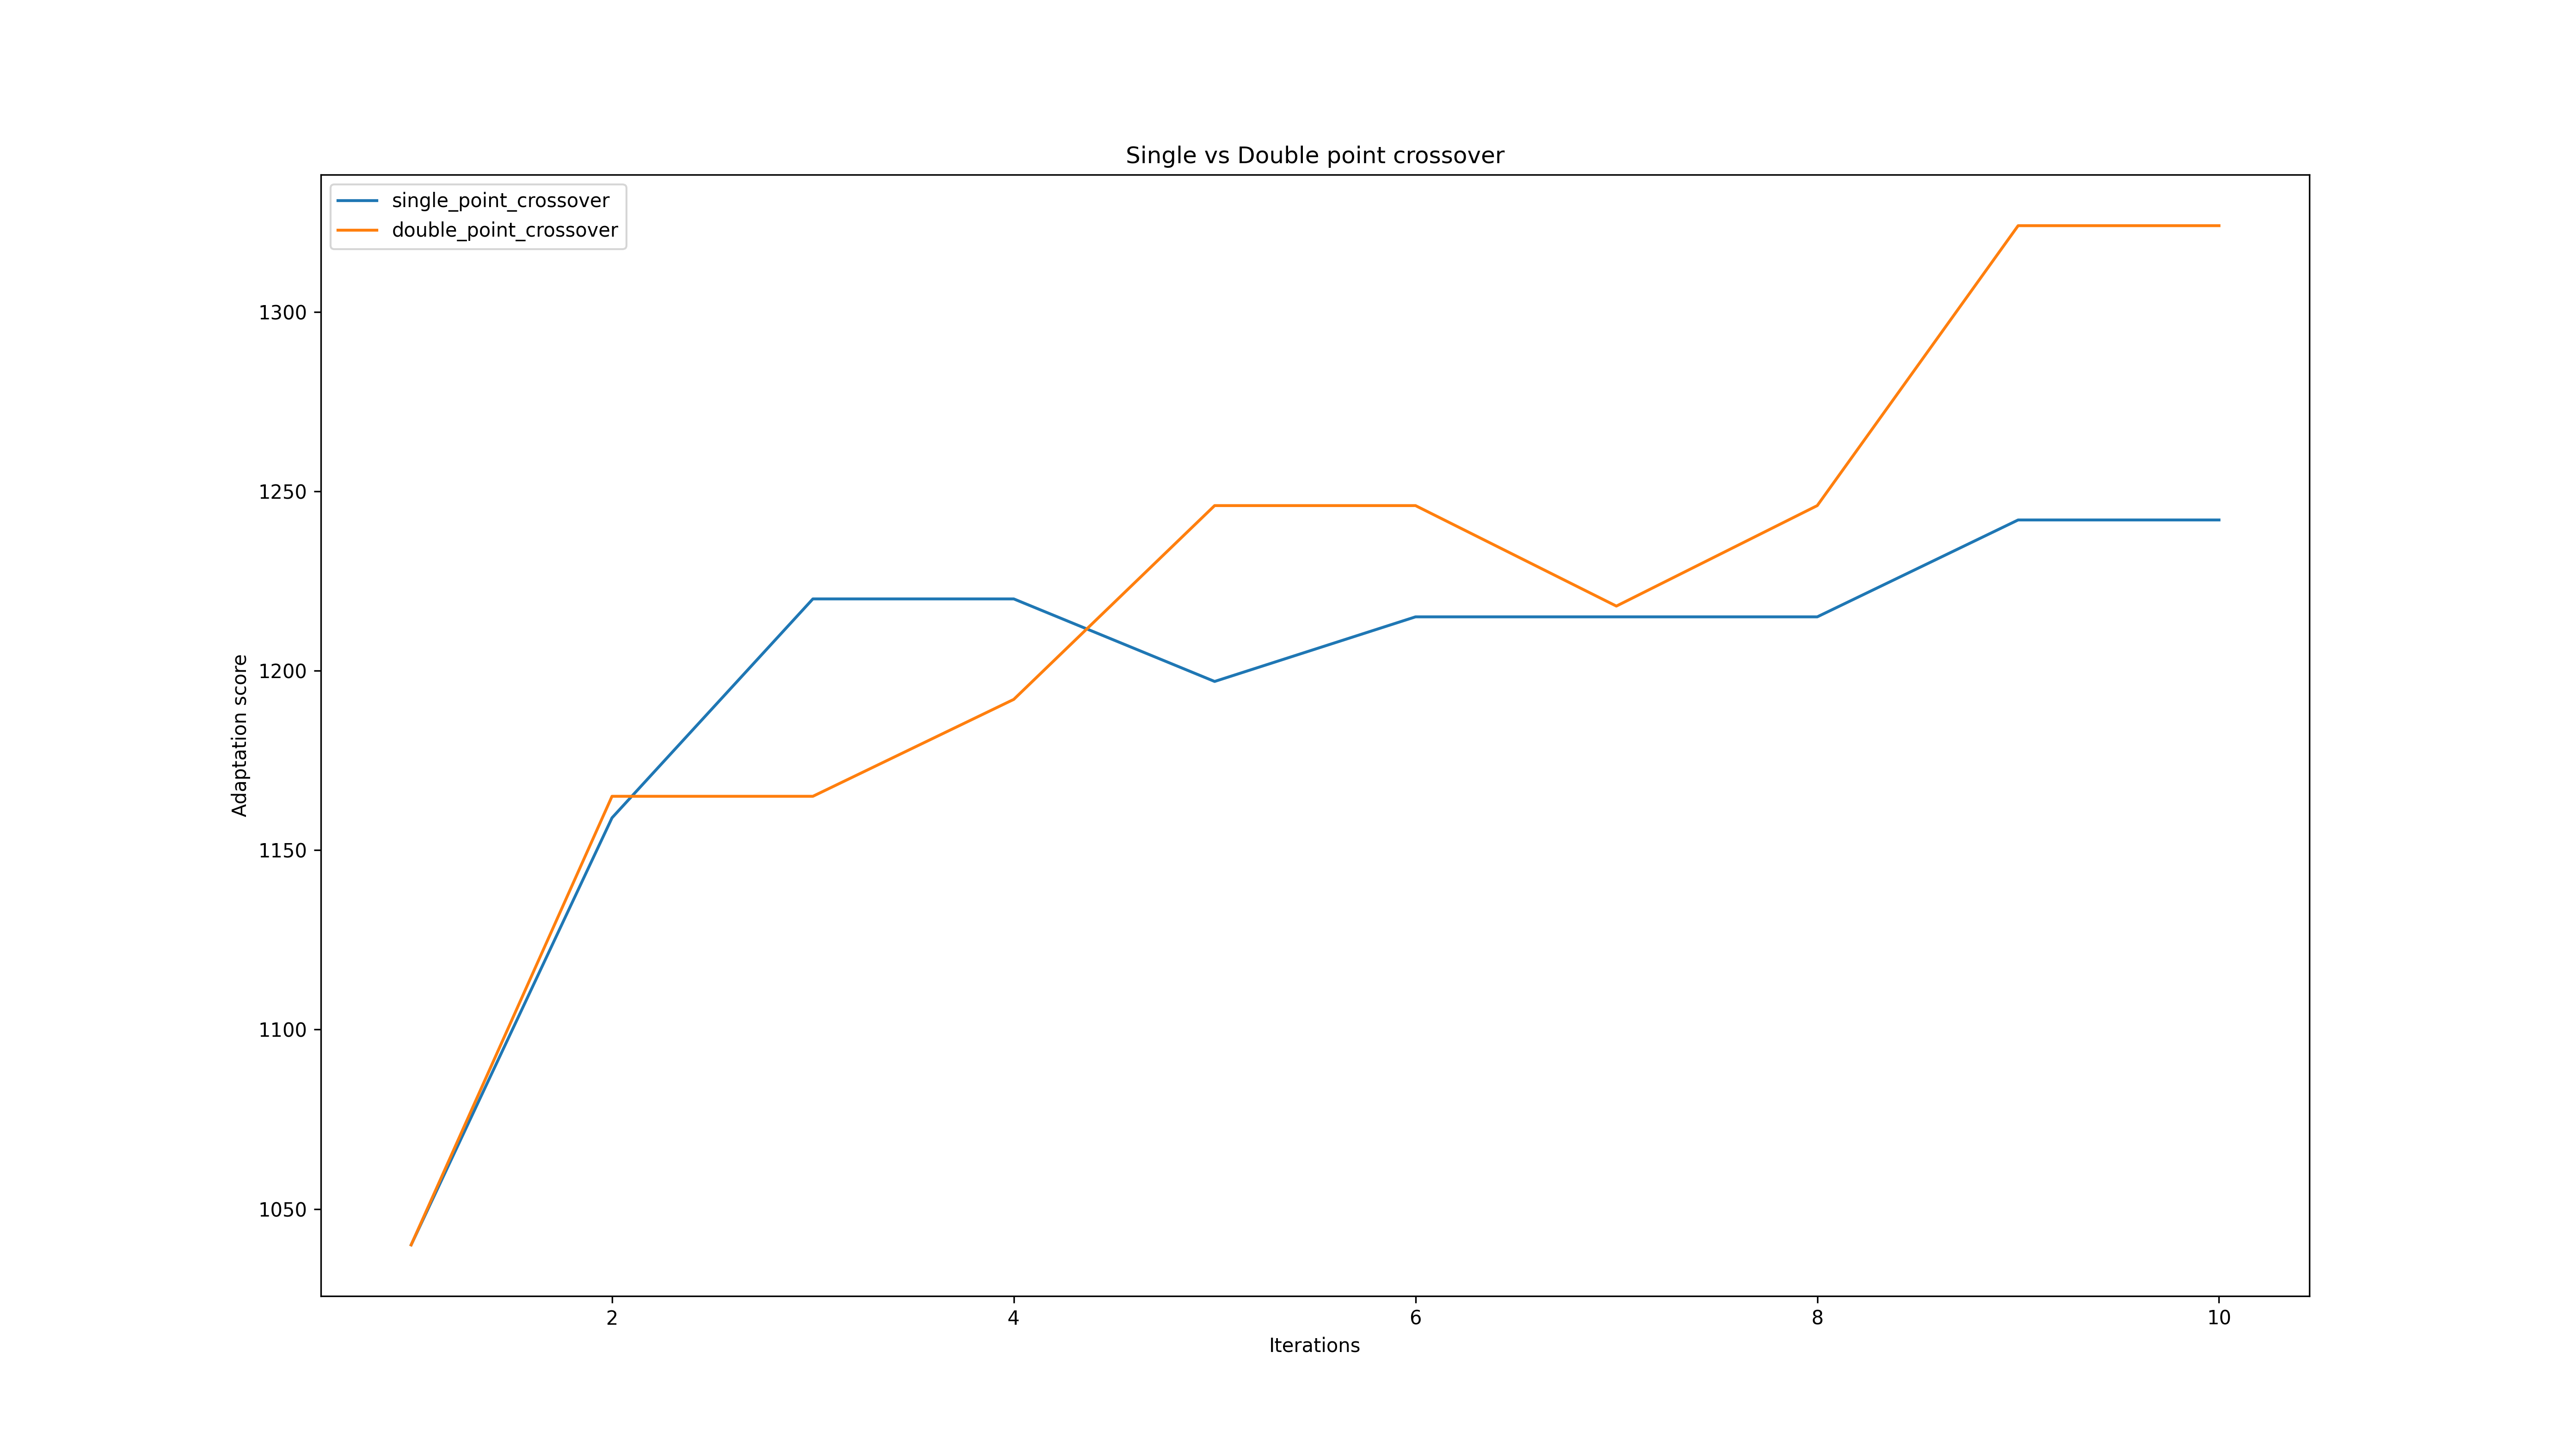 Single vs Double point crossover
single_point_crossover
double_point_crossover
1300
1250
1200
1150
1100
1050
Adaptation score
2 4 6 8 10
Iterations